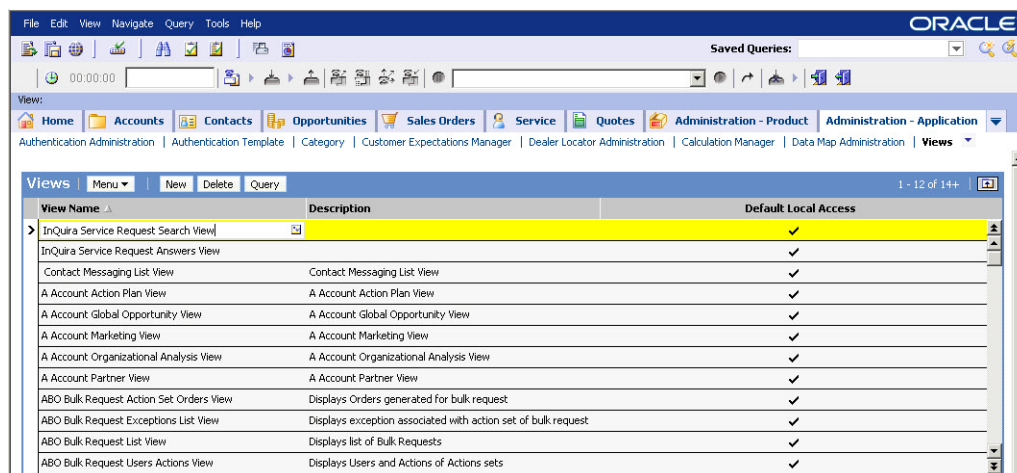 File Edit View Navigate Query Tools Help ORACLE
Saved Queries:
00:00:00
View:
Home Accounts Contacts Opportunities Sales Orders Service Quotes Administration - Product Administration - Application
Authentication Administration | Authentication Template | Category | Customer Expectations Manager | Dealer Locator Administration | Calculation Manager | Data Map Administration | Views
Views | Menu | New Delete Query 1 - 12 of 14+
View Name Description Default Local Access
InQuira Service Request Search View
InQuira Service Request Answers View
Contact Messaging List View Contact Messaging List View
A Account Action Plan View A Account Action Plan View
A Account Global Opportunity View A Account Global Opportunity View
A Account Marketing View A Account Marketing View
A Account Organizational Analysis View A Account Organizational Analysis View
A Account Partner View A Account Partner View
ABO Bulk Request Action Set Orders View Displays Orders generated for bulk request
ABO Bulk Request Exceptions List View Displays exception associated with action set of bulk request
ABO Bulk Request List View Displays list of Bulk Requests
ABO Bulk Request Users Actions View Displays Users and Actions of Actions sets